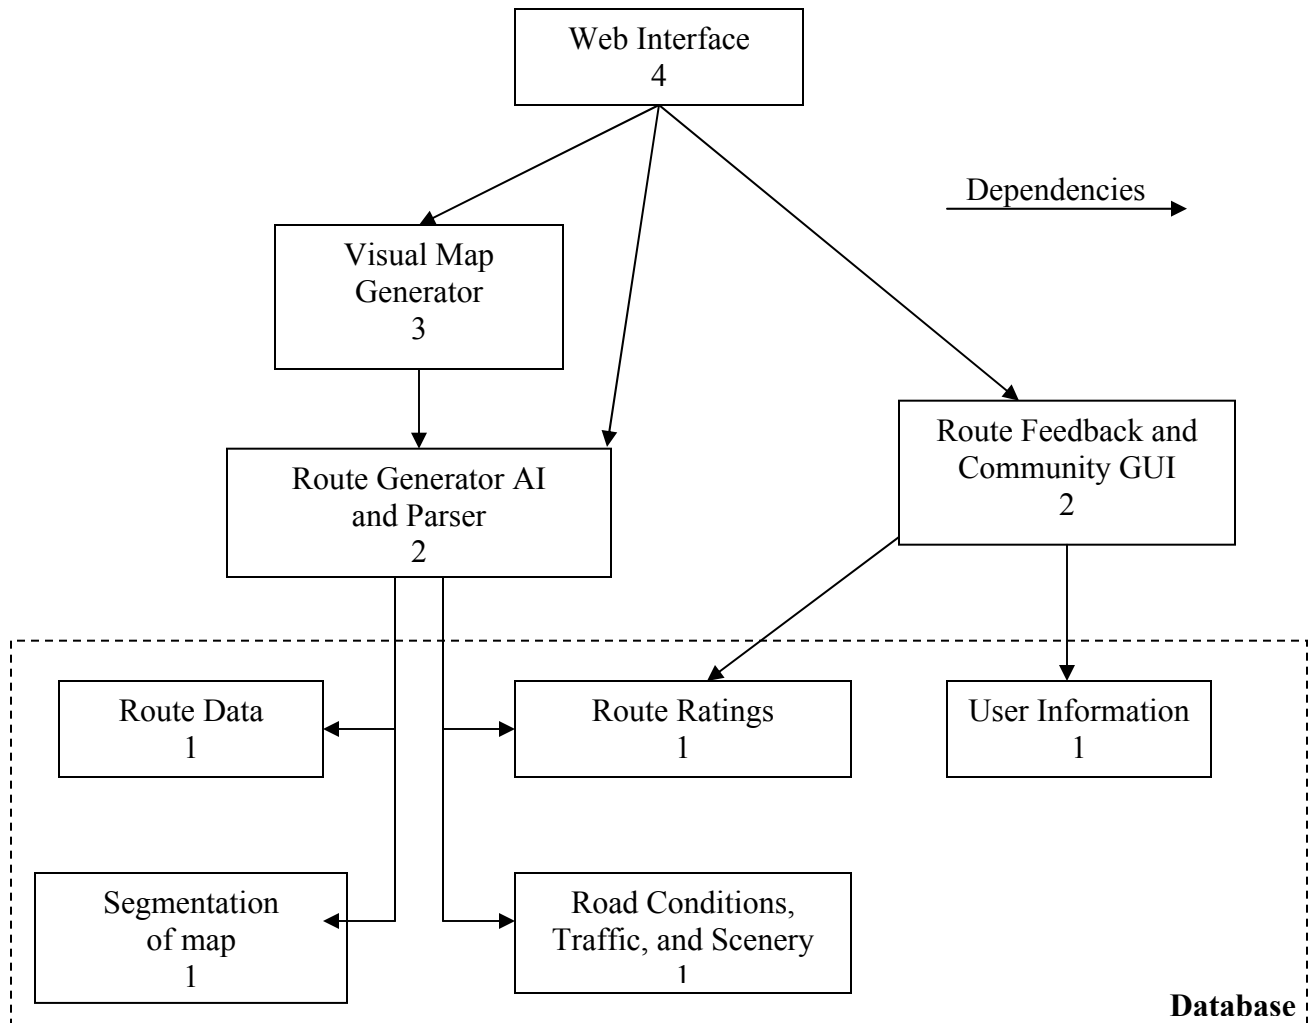 Web Interface
4
Dependencies
Visual Map
Generator
3
Route Generator AI
and Parser
2
Route Feedback and
Community GUI
2
Route Data
1
Route Ratings
1
User Information
1
Segmentation
of map
1
Road Conditions,
Traffic, and Scenery
1
Database